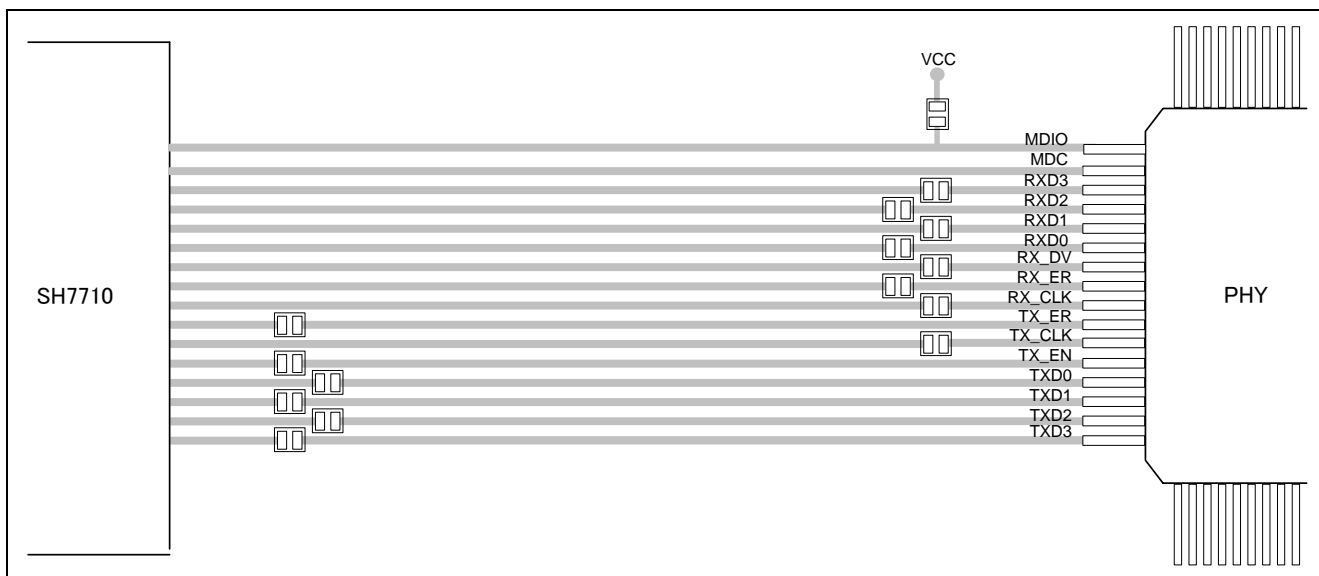 VCC
MDIO
MDC
RXD3
RXD2
RXD1
RXD0
RX_DV
RX_ER
SH7710
PHY
RX_CLK
TX_ER
TX_CLK
TX_EN
TXD0
TXD1
TXD2
TXD3